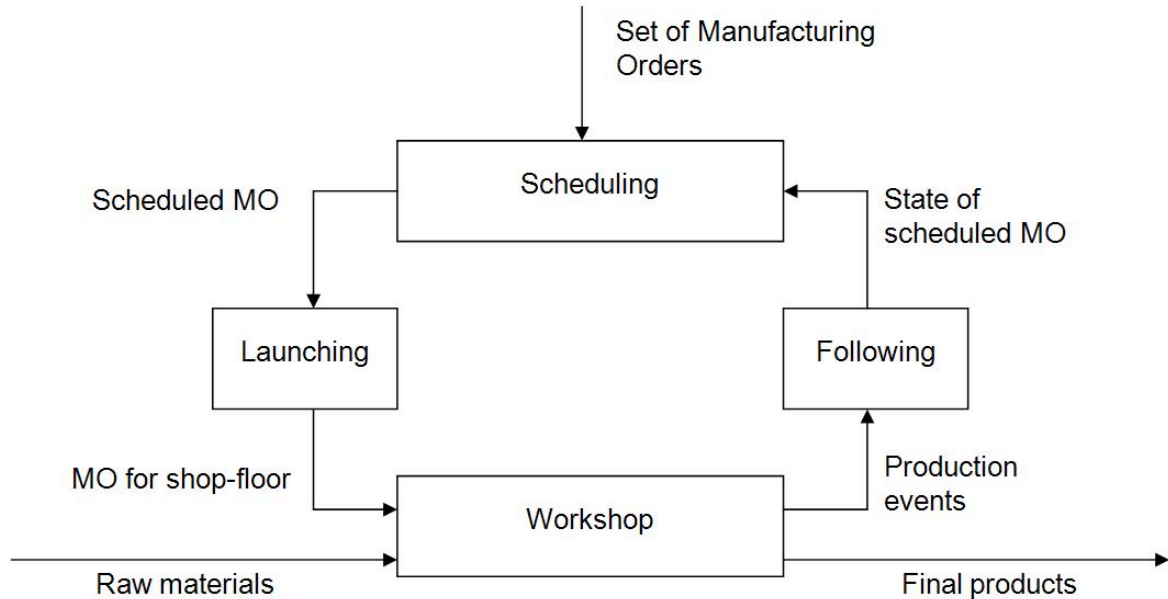 Set of Manufacturing
Orders
Scheduling
Scheduled MO
State of
scheduled MO
Launching
Following
MO for shop-floor
Production
events
Workshop
Raw materials
Final products